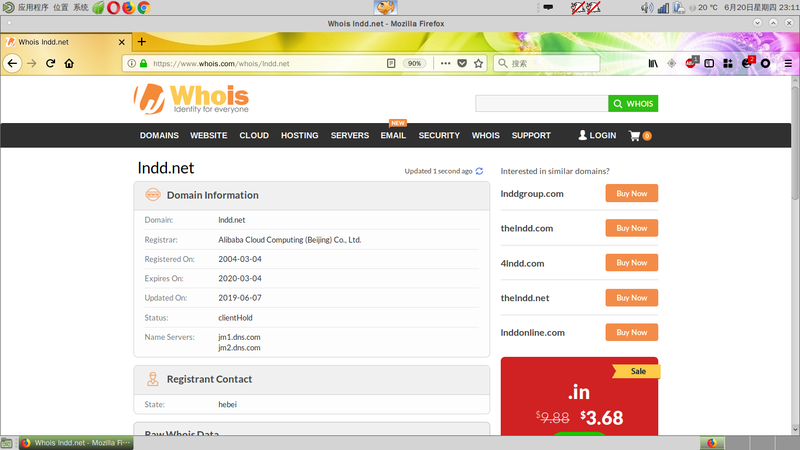 应用程序 位置 系统
20 °C 6月20日星期四 23:11
Whois lndd.net - Mozilla Firefox
Whois lndd.net
https://www.whois.com/whois/lndd.net
90%
搜索
Whois
Identity for everyone
WHOIS
NEW
DOMAINS WEBSITE CLOUD HOSTING SERVERS EMAIL SECURITY WHOIS SUPPORT LOGIN 0
lndd.net
Updated 1 second ago
Domain Information
Domain: lndd.net
Registrar: Alibaba Cloud Computing (Beijing) Co., Ltd.
Registered On: 2004-03-04
Expires On: 2020-03-04
Updated On: 2019-06-07
Status: clientHold
Name Servers: jm1.dns.com
jm2.dns.com
Registrant Contact
State: hebei
Raw Whois Data
Interested in similar domains?
lnddgroup.com Buy Now
thelndd.com Buy Now
4lndd.com Buy Now
thelndd.net Buy Now
lnddonline.com Buy Now
Sale
.in
$9.88 $3.68
Whois lndd.net - Mozilla Fi···